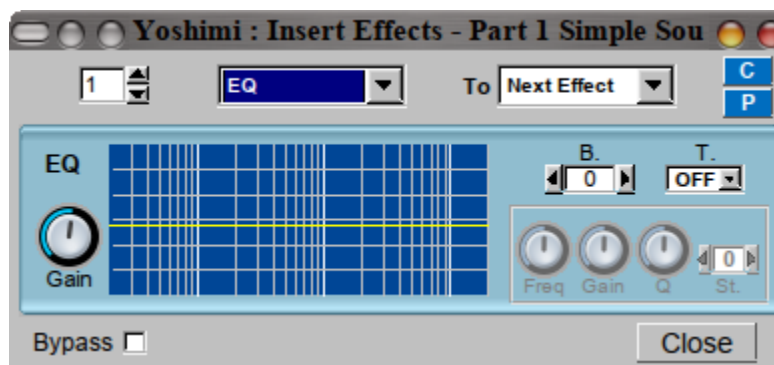 Yoshimi : Insert Effects - Part 1 Simple Sou
1 EQ To Next Effect C
P
EQ B. T.
0 OFF
Gain Freq Gain Q 0 St.
Bypass Close